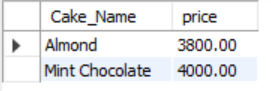 Cake_Name price
Almond 3800.00
Mint Chocolate 4000.00